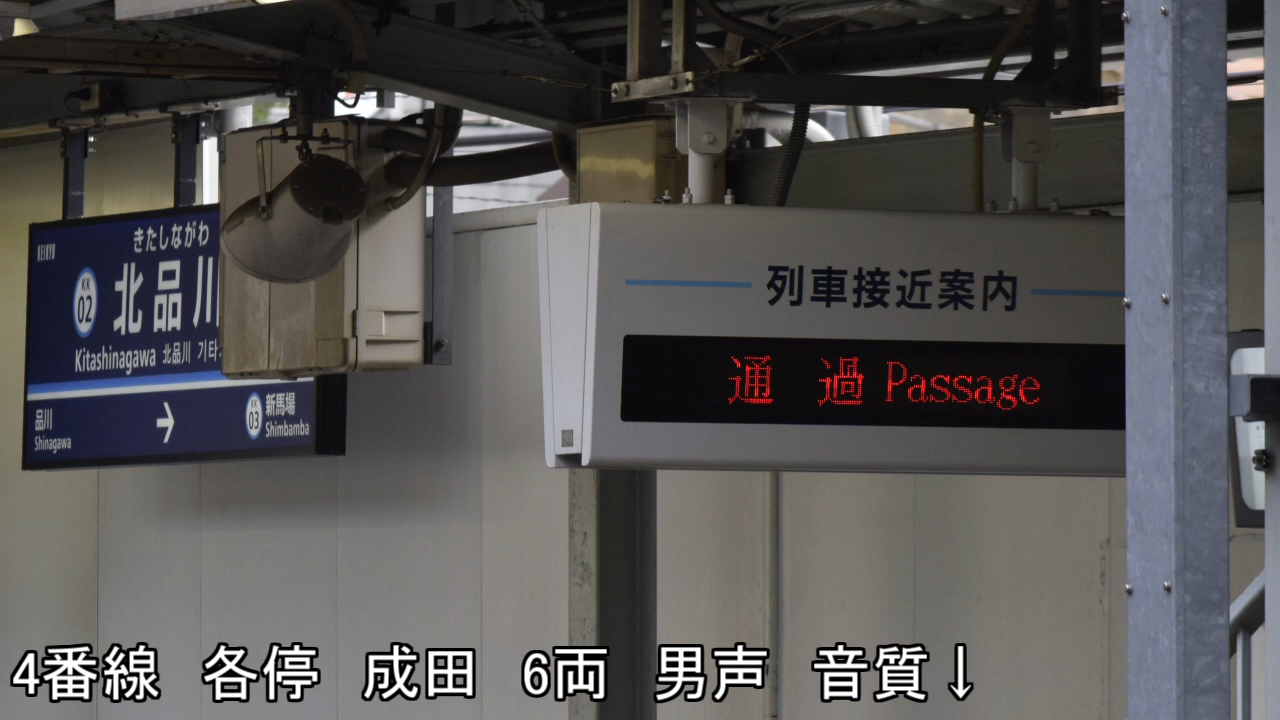 KEIKYU
きたしながわ
KK
02
北品川
Kitashinagawa 北品川 기타
品川
Shinagawa
→
KK
03
新馬場
Shimbamba
列車接近案内
通 過 Passage
4番線 各停 成田 6両 男声 音質↓